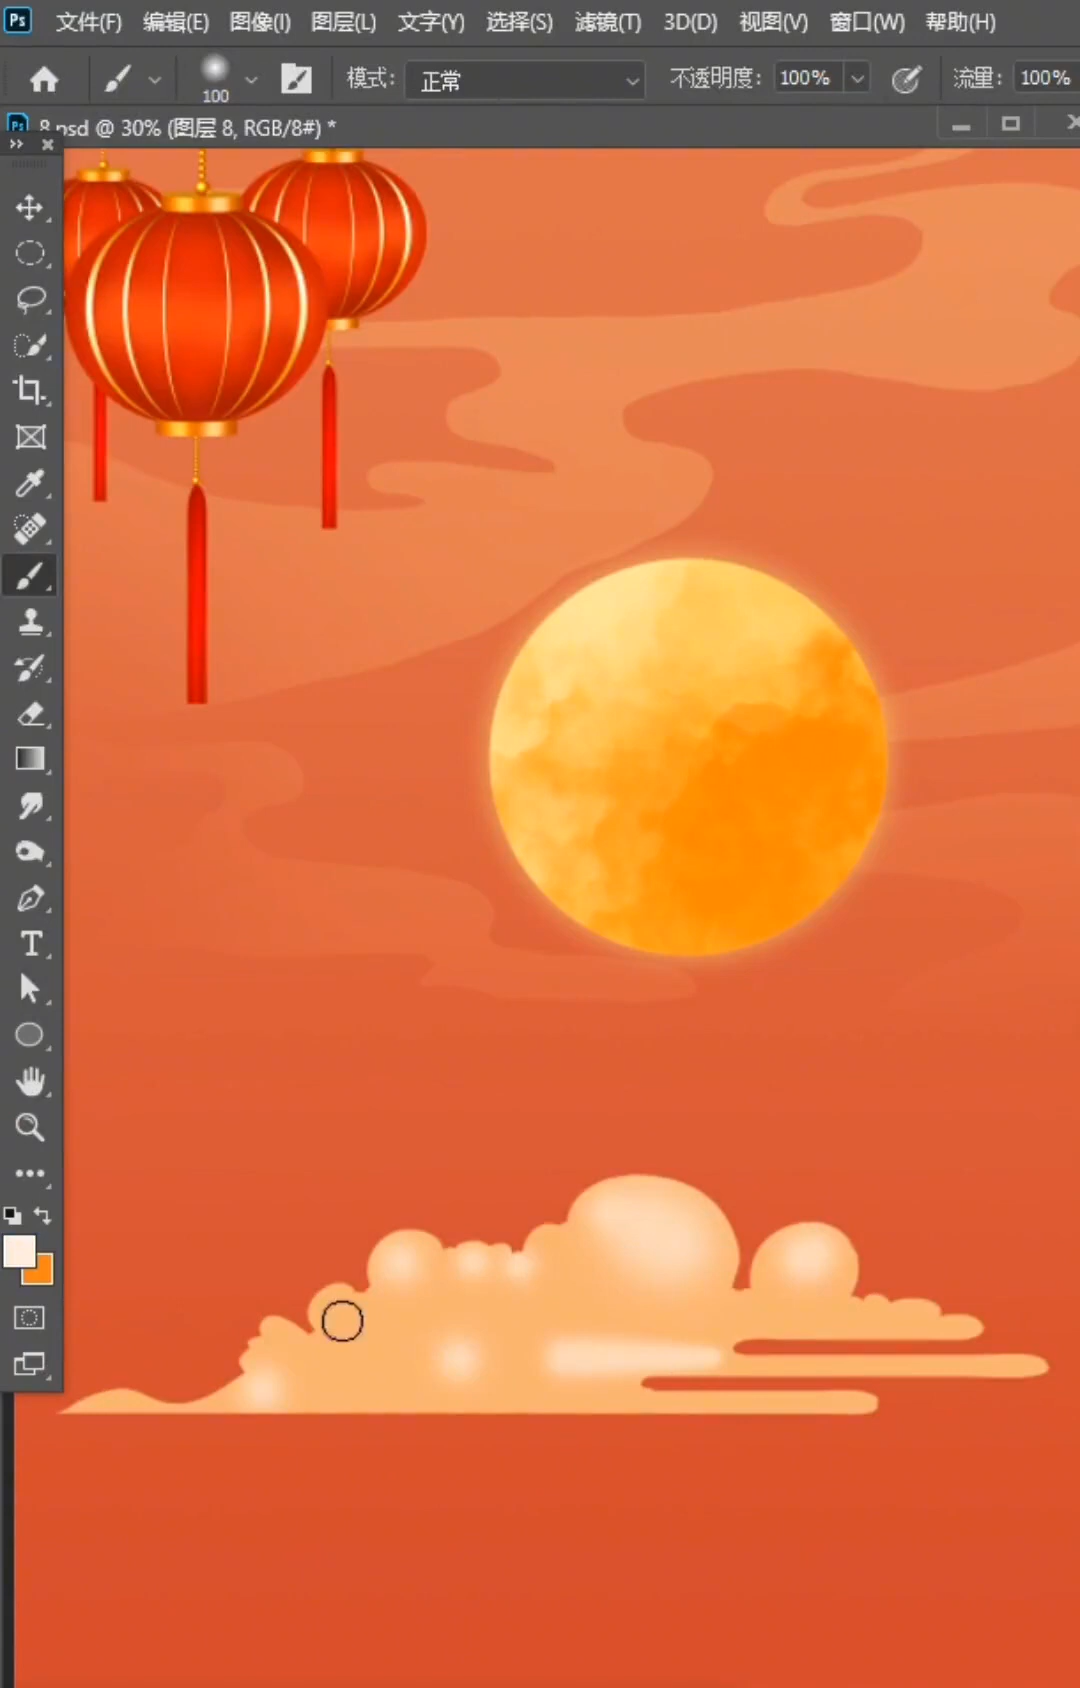 Ps 文件(F) 编辑(E) 图像(I) 图层(L) 文字(Y) 选择(S) 滤镜(T) 3D(D) 视图(V) 窗口(W) 帮助(H)
100 模式: 正常 不透明度: 100% 流量: 100%
Ps 8.psd @ 30% (图层 8, RGB/8#) *
T